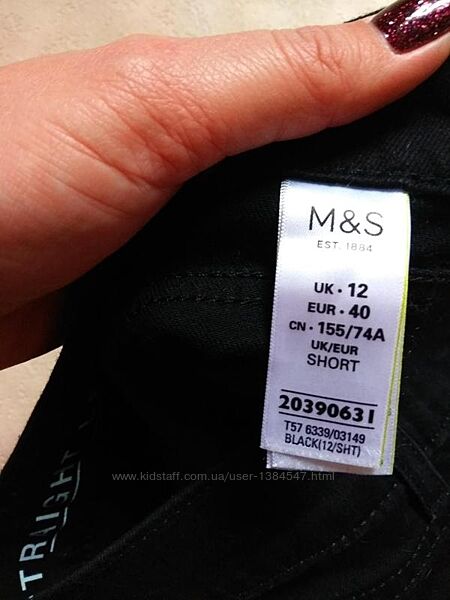 M&S
EST. 1884
UK • 12
EUR • 40
CN • 155/74A
UK/EUR
SHORT
20390631
T57 6339/03149
BLACK(12/SHT)
www.kidstaff.com.ua/user-1384547.html
TRAIGH